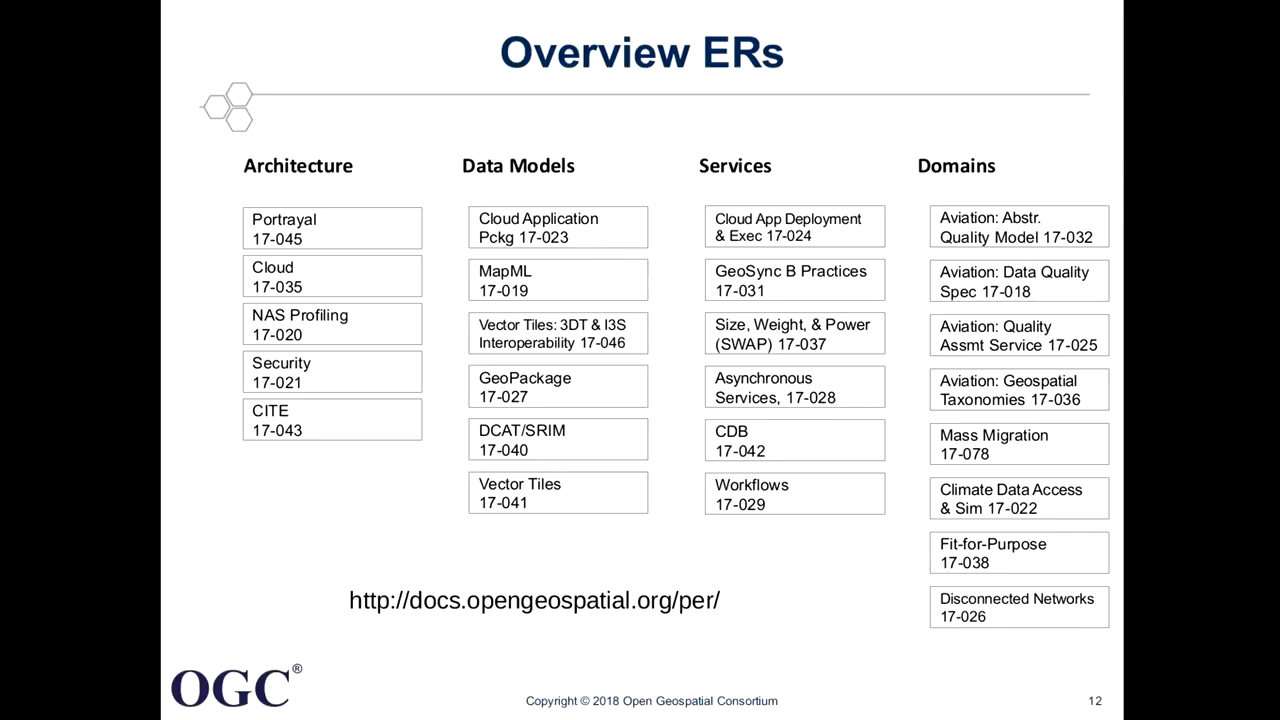 Overview ERs
Architecture
Portrayal
17-045
Cloud
17-035
NAS Profiling
17-020
Security
17-021
CITE
17-043
Data Models
Cloud Application
Pckg 17-023
MapML
17-019
Vector Tiles: 3DT & I3S
Interoperability 17-046
GeoPackage
17-027
DCAT/SRIM
17-040
Vector Tiles
17-041
Services
Cloud App Deployment
& Exec 17-024
GeoSync B Practices
17-031
Size, Weight, & Power
(SWAP) 17-037
Asynchronous
Services, 17-028
CDB
17-042
Workflows
17-029
Domains
Aviation: Abstr.
Quality Model 17-032
Aviation: Data Quality
Spec 17-018
Aviation: Quality
Assmt Service 17-025
Aviation: Geospatial
Taxonomies 17-036
Mass Migration
17-078
Climate Data Access
& Sim 17-022
Fit-for-Purpose
17-038
Disconnected Networks
17-026
http://docs.opengeospatial.org/per/
OGC®
Copyright © 2018 Open Geospatial Consortium
12